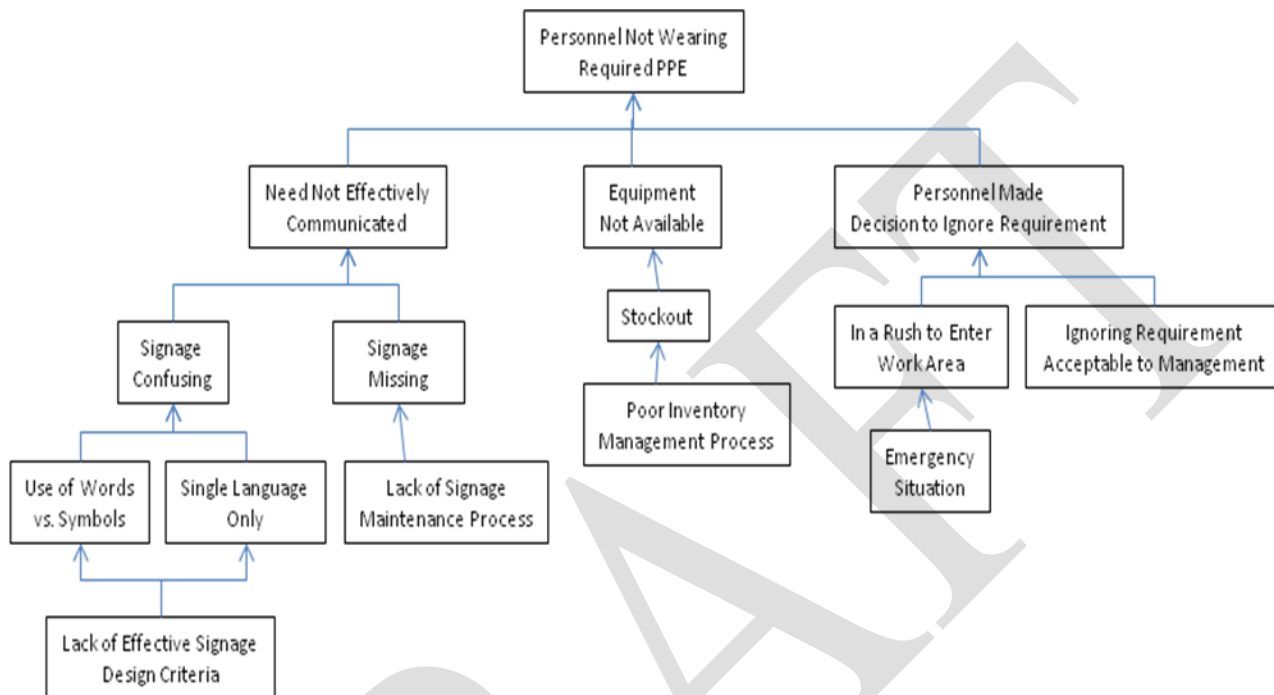 Personnel Not Wearing
Required PPE
Need Not Effectively
Communicated
Equipment
Not Available
Personnel Made
Decision to Ignore Requirement
Signage
Confusing
Signage
Missing
Stockout
In a Rush to Enter
Work Area
Ignoring Requirement
Acceptable to Management
Poor Inventory
Management Process
Use of Words
vs. Symbols
Single Language
Only
Lack of Signage
Maintenance Process
Emergency
Situation
Lack of Effective Signage
Design Criteria